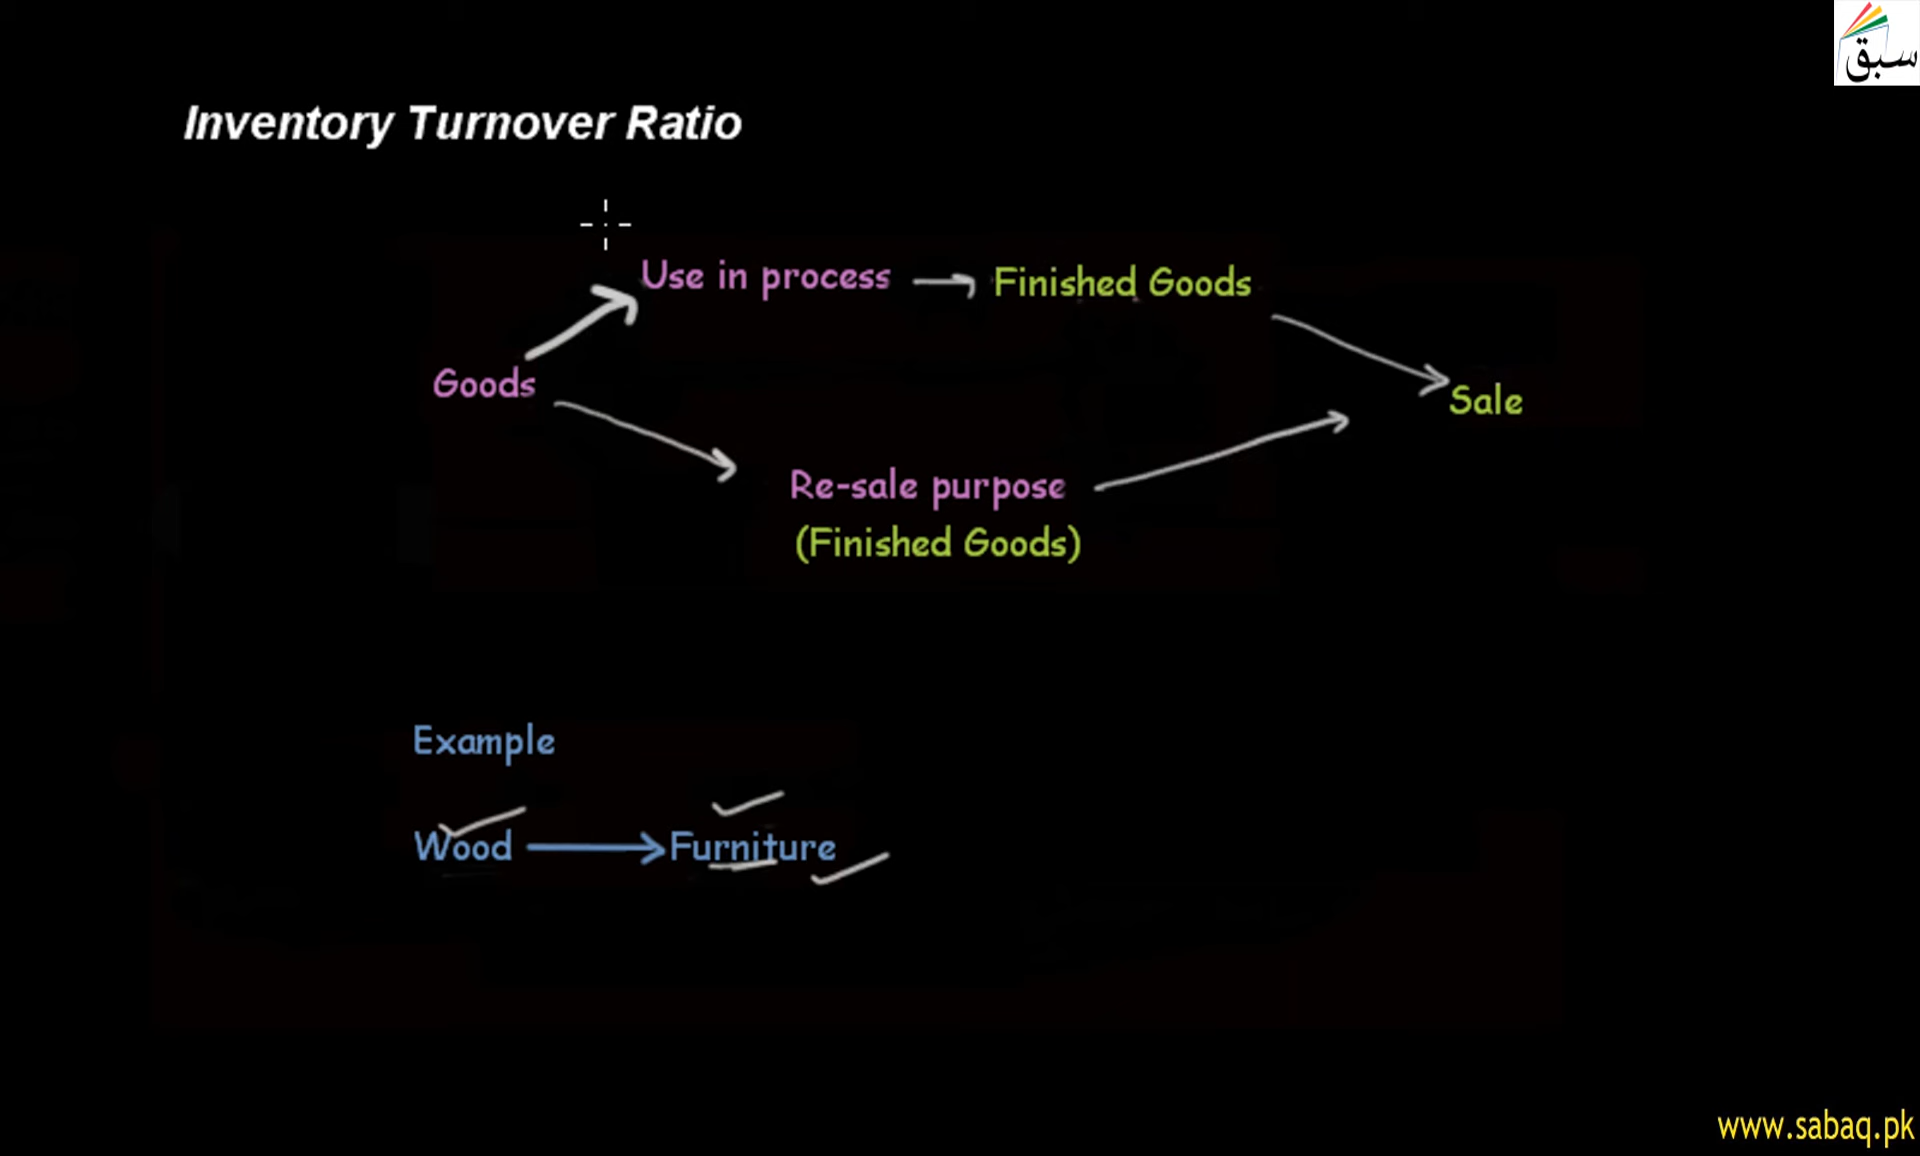 سبق
Inventory Turnover Ratio
Use in process
Finished Goods
Goods
Sale
Re-sale purpose
(Finished Goods)
Example
Wood
Furniture
www.sabaq.pk